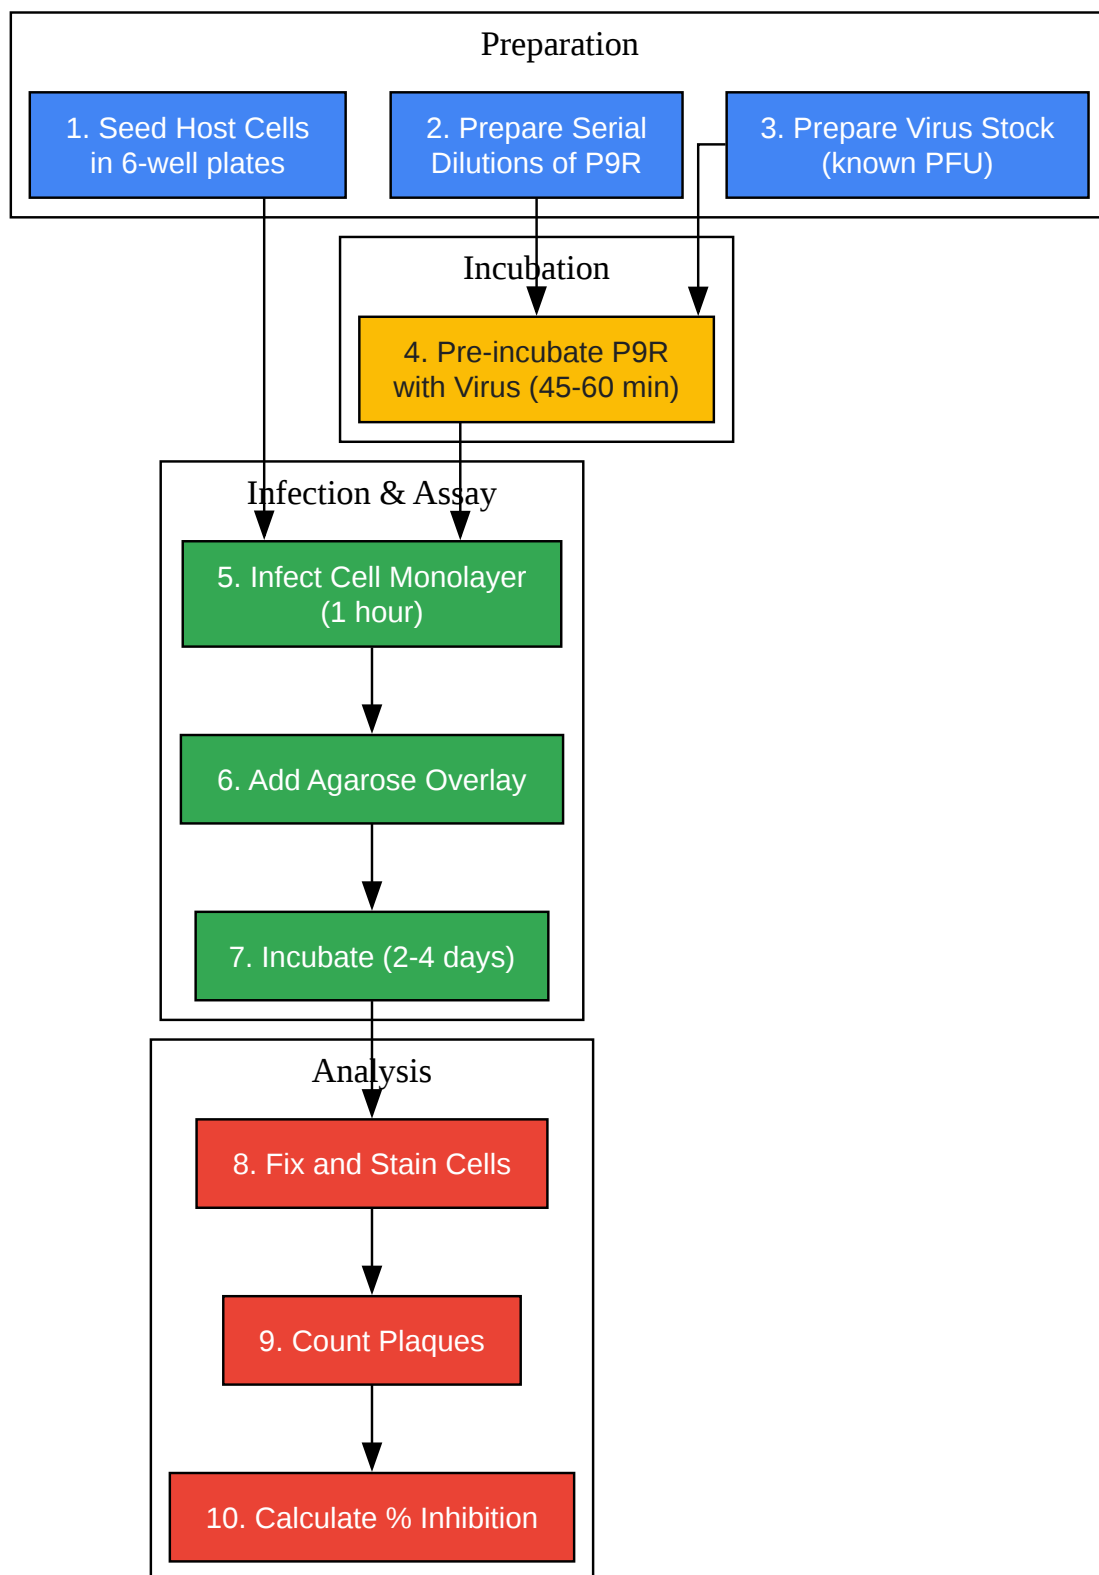 Preparation
1. Seed Host Cells
in 6-well plates
2. Prepare Serial
Dilutions of P9R
3. Prepare Virus Stock
(known PFU)
Incubation
4. Pre-incubate P9R
with Virus (45-60 min)
Infection & Assay
5. Infect Cell Monolayer
(1 hour)
6. Add Agarose Overlay
7. Incubate (2-4 days)
Analysis
8. Fix and Stain Cells
9. Count Plaques
10. Calculate % Inhibition